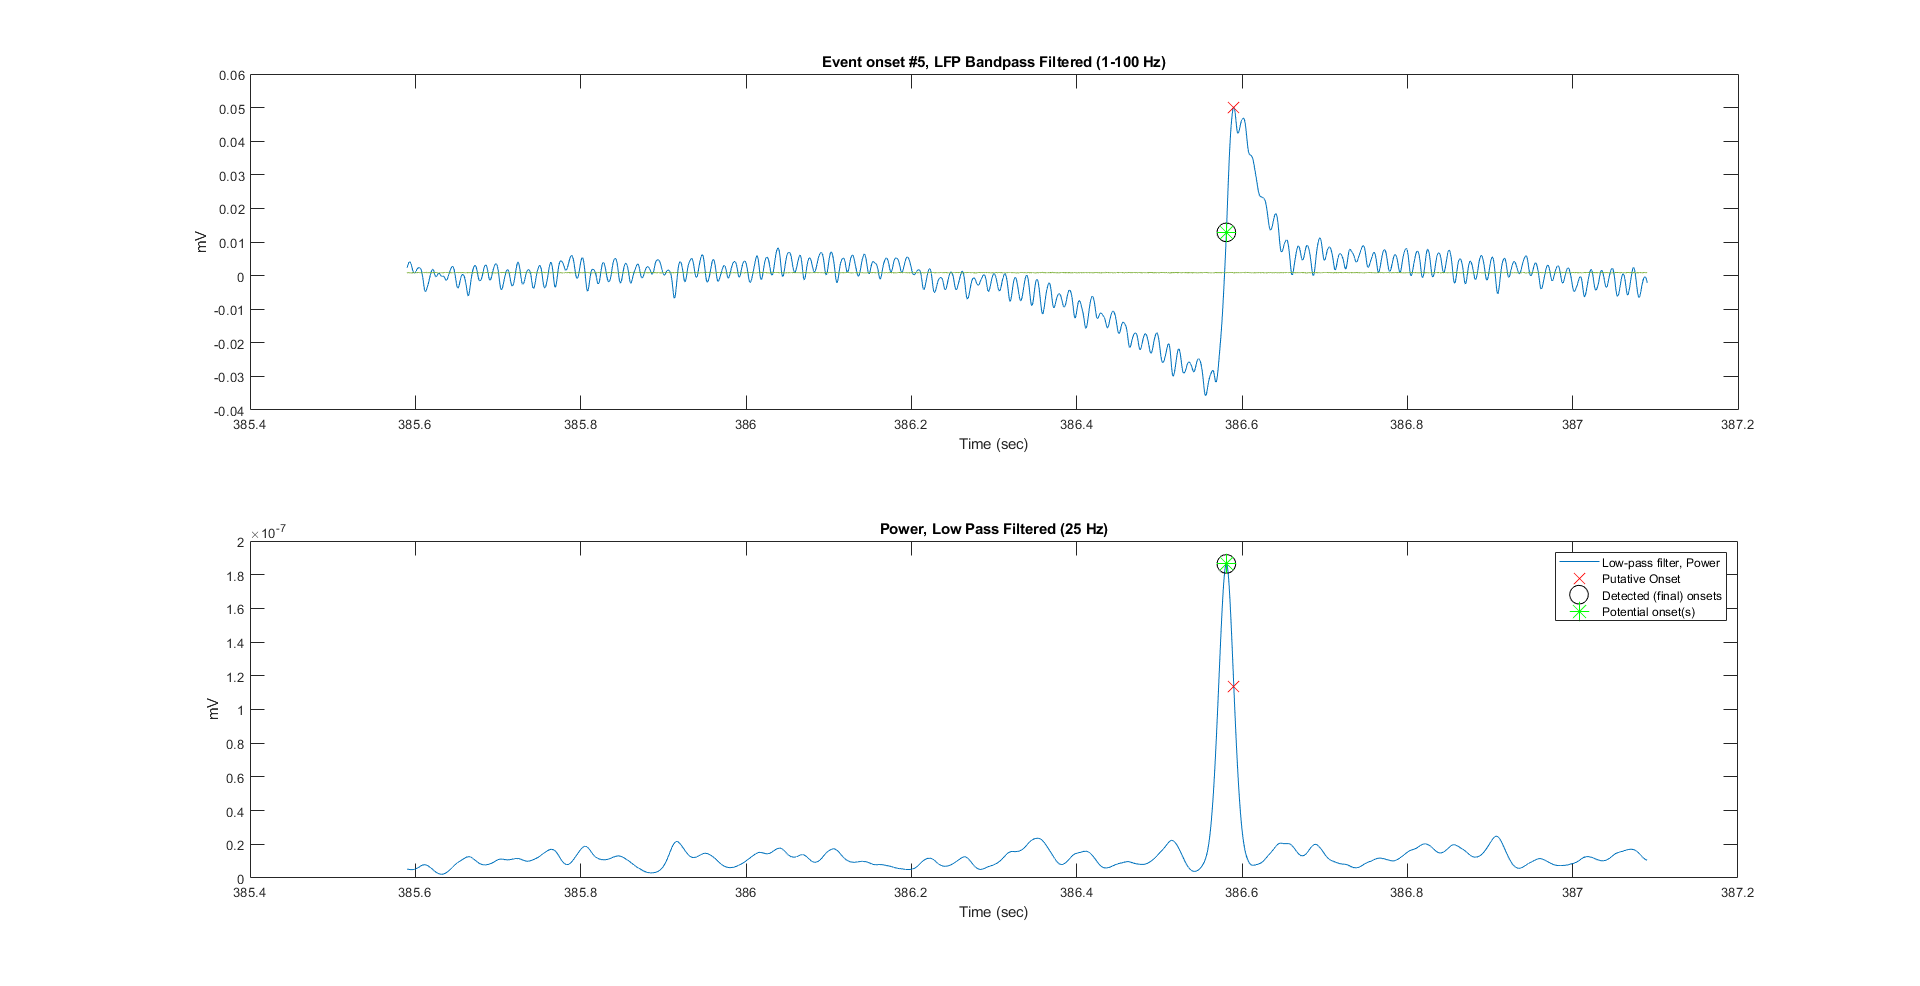 Event onset #5, LFP Bandpass Filtered (1-100 Hz)
0.06
0.05
0.04
0.03
0.02
0.01
0
-0.01
-0.02
-0.03
-0.04
mV
385.4 385.6 385.8 386 386.2 386.4 386.6 386.8 387 387.2
Time (sec)
Power, Low Pass Filtered (25 Hz)
×10-7
2
1.8
1.6
1.4
1.2
1
0.8
0.6
0.4
0.2
0
mV
Low-pass filter, Power
Putative Onset
Detected (final) onsets
Potential onset(s)
385.4 385.6 385.8 386 386.2 386.4 386.6 386.8 387 387.2
Time (sec)